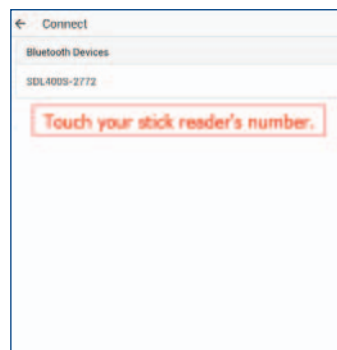 ← Connect
Bluetooth Devices
SDL400S-2772
Touch your stick reader's number.